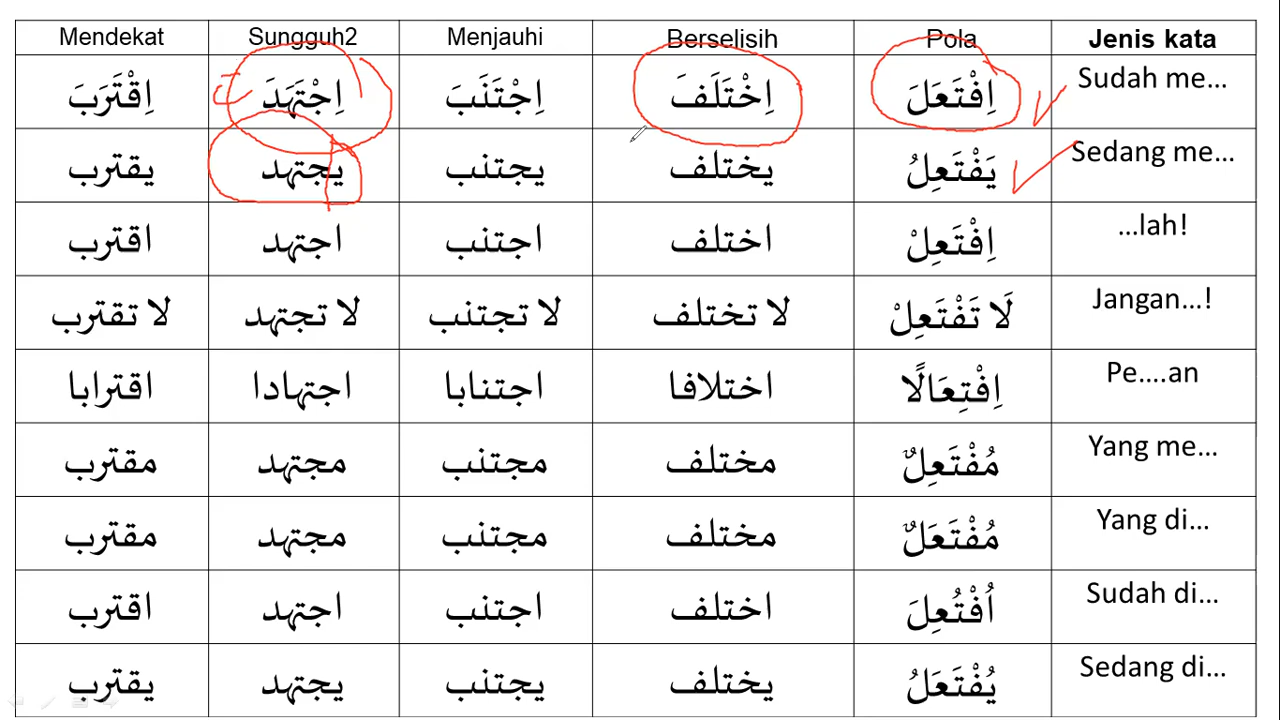 Mendekat Sungguh2 Menjauhi Berselisih Pola Jenis kata
اِقْتَرَبَ اِجْتَهَدَ اِجْتَنَبَ اِخْتَلَفَ اِفْتَعَلَ Sudah me...
يقترب يجتهد يجتنب يختلف يَفْتَعِلُ Sedang me...
اقترب اجتهد اجتنب اختلف اِفْتَعِلْ ...lah!
لا تقترب لا تجتهد لا تجتنب لا تختلف لَا تَفْتَعِلْ Jangan...!
اقترابا اجتهادا اجتنابا اختلافا اِفْتِعَالًا Pe....an
مقترب مجتهد مجتنب مختلف مُفْتَعِلٌ Yang me...
مقترب مجتهد مجتنب مختلف مُفْتَعَلٌ Yang di...
اقترب اجتهد اجتنب اختلف اُفْتُعِلَ Sudah di...
يقترب يجتهد يجتنب يختلف يُفْتَعَلُ Sedang di...